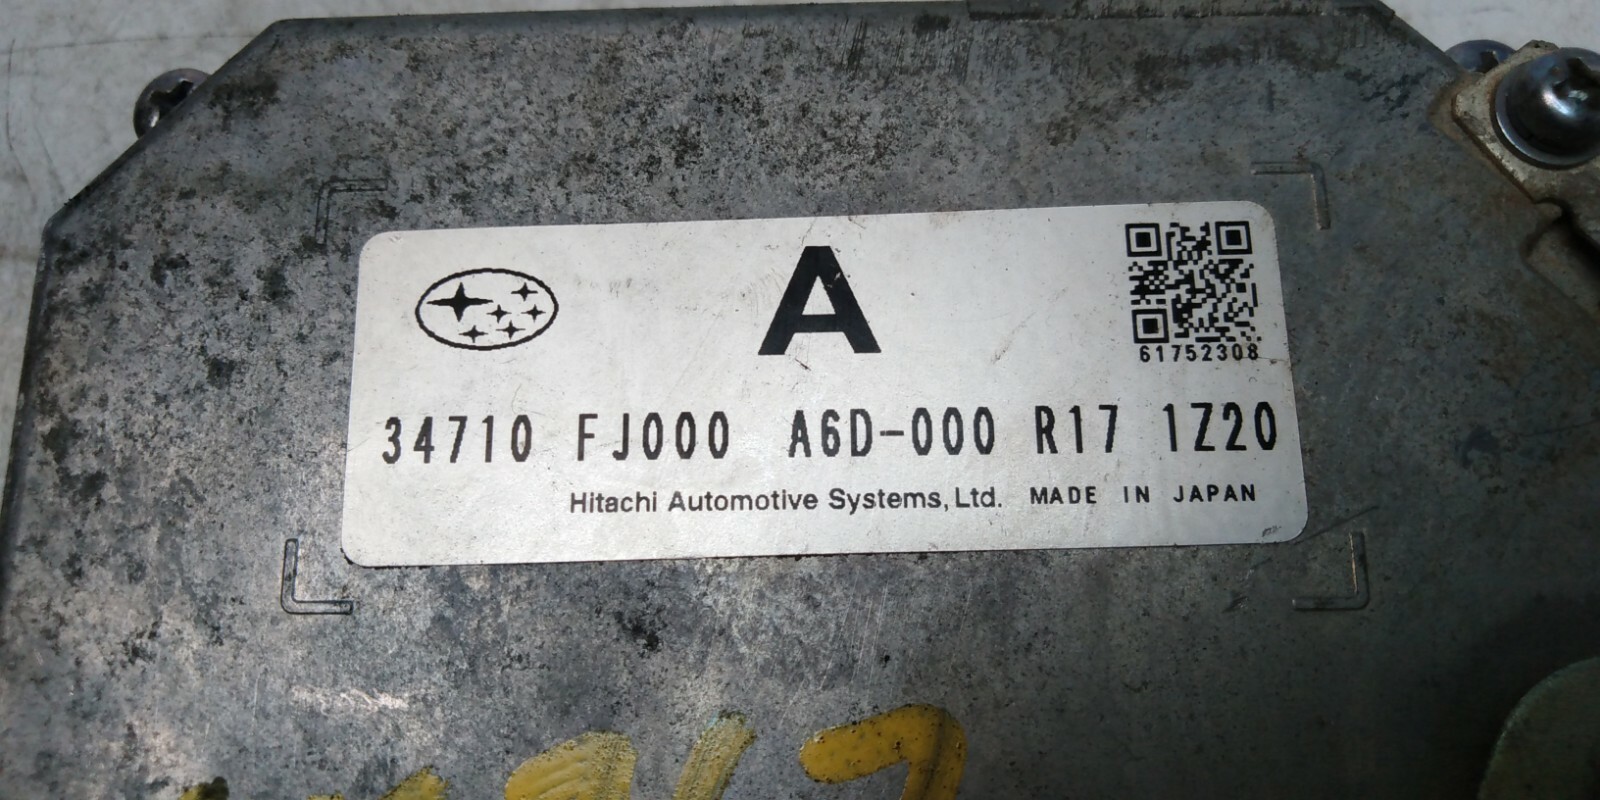 A
61752308
34710 FJ000 A6D-000 R17 1Z20
Hitachi Automotive Systems, Ltd. MADE IN JAPAN